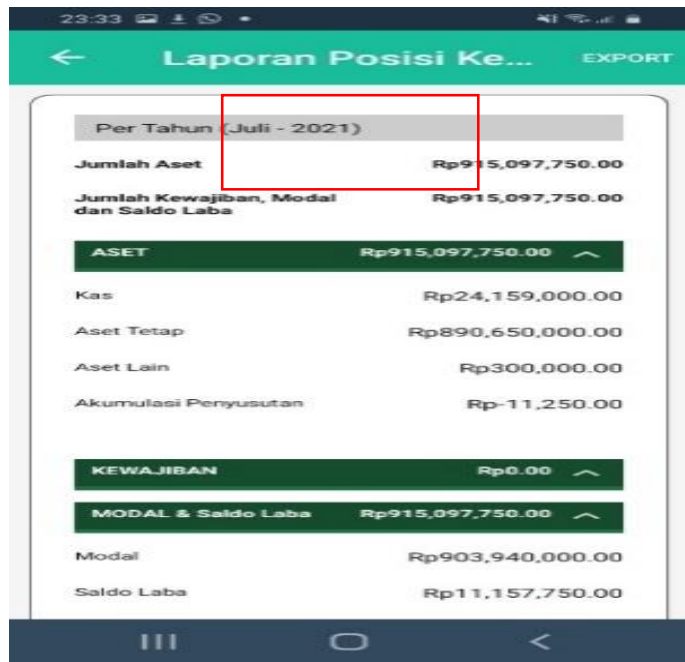 23:33
Laporan Posisi Ke... EXPORT
Per Tahun (Juli - 2021)
Jumlah Aset Rp915,097,750.00
Jumlah Kewajiban, Modal Rp915,097,750.00
dan Saldo Laba
ASET Rp915,097,750.00
Kas Rp24,159,000.00
Aset Tetap Rp890,650,000.00
Aset Lain Rp300,000.00
Akumulasi Penyusutan Rp-11,250.00
KEWAJIBAN Rp0.00
MODAL & Saldo Laba Rp915,097,750.00
Modal Rp903,940,000.00
Saldo Laba Rp11,157,750.00